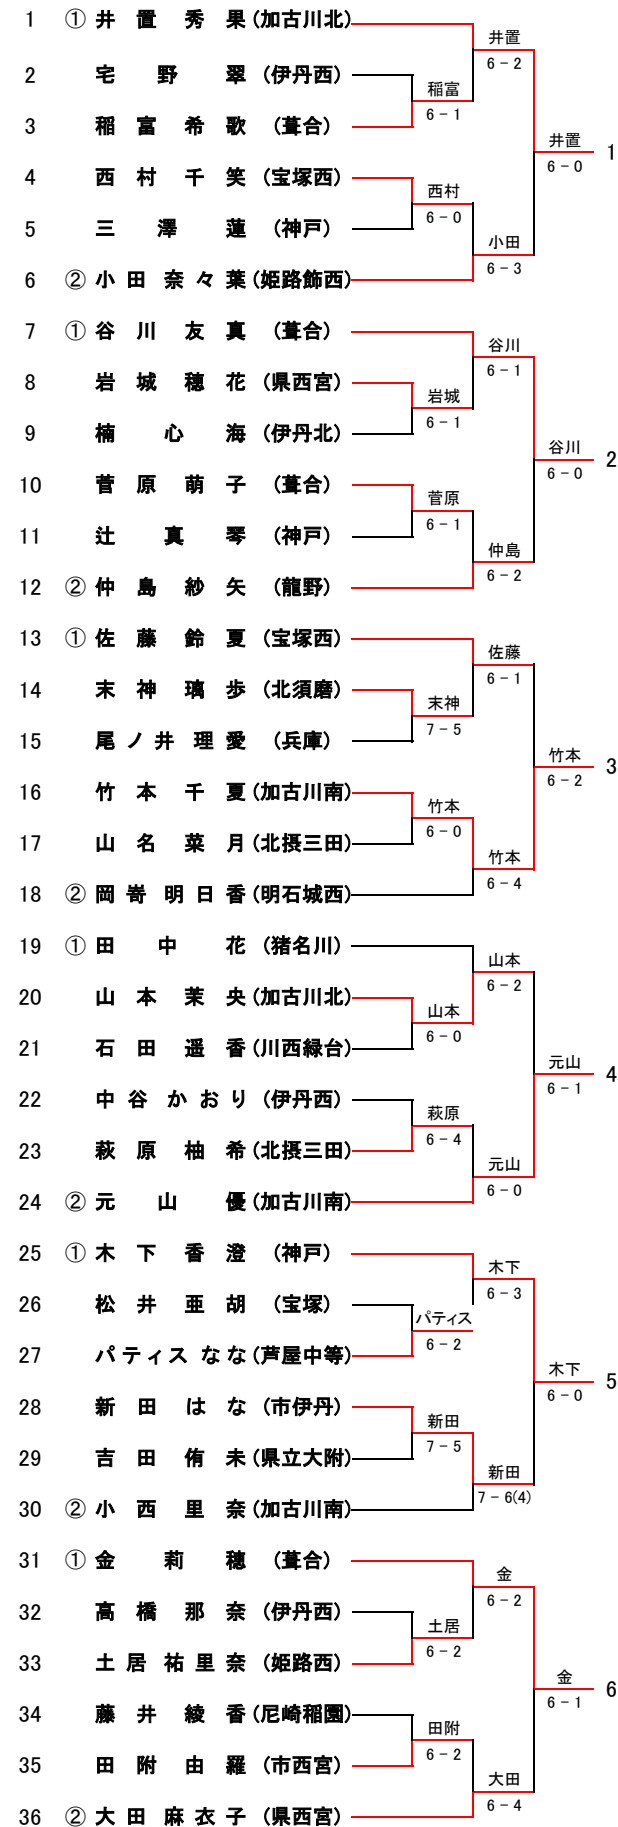 1 ① 井置秀果 (加古川北)
井置
6-2
2 宅野翠 (伊丹西)
稲富
6-1
3 稲富希歌 (葺合)
井置
6-0
1
4 西村千笑 (宝塚西)
西村
6-0
5 三澤蓮 (神戸)
小田
6-3
6 ② 小田奈々葉 (姫路飾西)
7 ① 谷川友真 (葺合)
谷川
6-1
8 岩城穂花 (県西宮)
岩城
6-1
9 楠心海 (伊丹北)
谷川
6-0
2
10 菅原萌子 (葺合)
菅原
6-1
11 辻真琴 (神戸)
仲島
6-2
12 ② 仲島紗矢 (龍野)
13 ① 佐藤鈴夏 (宝塚西)
佐藤
6-1
14 末神璃歩 (北須磨)
末神
7-5
15 尾ノ井理愛 (兵庫)
竹本
6-2
3
16 竹本千夏 (加古川南)
竹本
6-0
17 山名菜月 (北摂三田)
竹本
6-4
18 ② 岡嵜明日香 (明石城西)
19 ① 田中花 (猪名川)
山本
6-2
20 山本茉央 (加古川北)
山本
6-0
21 石田遥香 (川西緑台)
元山
6-1
4
22 中谷かおり (伊丹西)
萩原
6-4
23 萩原柚希 (北摂三田)
元山
6-0
24 ② 元山優 (加古川南)
25 ① 木下香澄 (神戸)
木下
6-3
26 松井亜胡 (宝塚)
パティス
6-2
27 パティスなな (芦屋中等)
木下
6-0
5
28 新田はな (市伊丹)
新田
7-5
29 吉田侑未 (県立大附)
新田
7-6(4)
30 ② 小西里奈 (加古川南)
31 ① 金莉穂 (葺合)
金
6-2
32 高橋那奈 (伊丹西)
土居
6-2
33 土居祐里奈 (姫路西)
金
6-1
6
34 藤井綾香 (尼崎稲園)
田附
6-2
35 田附由羅 (市西宮)
大田
6-4
36 ② 大田麻衣子 (県西宮)